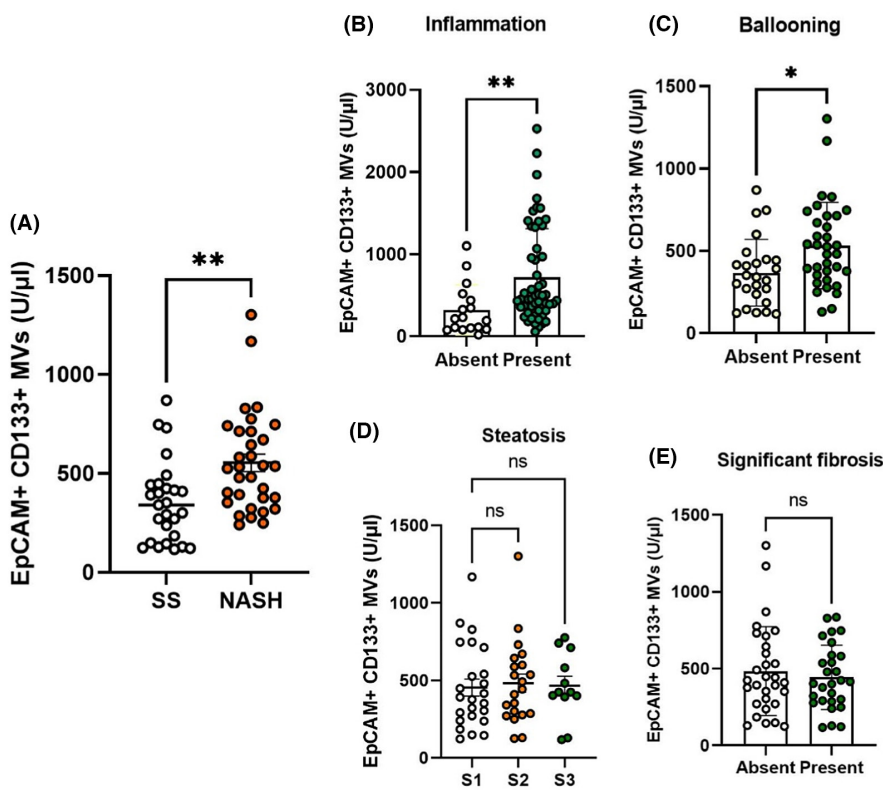 (A)
EpCAM+ CD133+ MVs (U/μl)
1500
1000
500
0
**
SS NASH
(B)
Inflammation
EpCAM+ CD133+ MVs (U/μl)
3000
2000
1000
0
**
Absent Present
(C)
Ballooning
EpCAM+ CD133+ MVs (U/μl)
1500
1000
500
0
*
Absent Present
(D)
Steatosis
EpCAM+ CD133+ MVs (U/μl)
1500
1000
500
0
ns
ns
S1 S2 S3
(E)
Significant fibrosis
EpCAM+ CD133+ MVs (U/μl)
1500
1000
500
0
ns
Absent Present